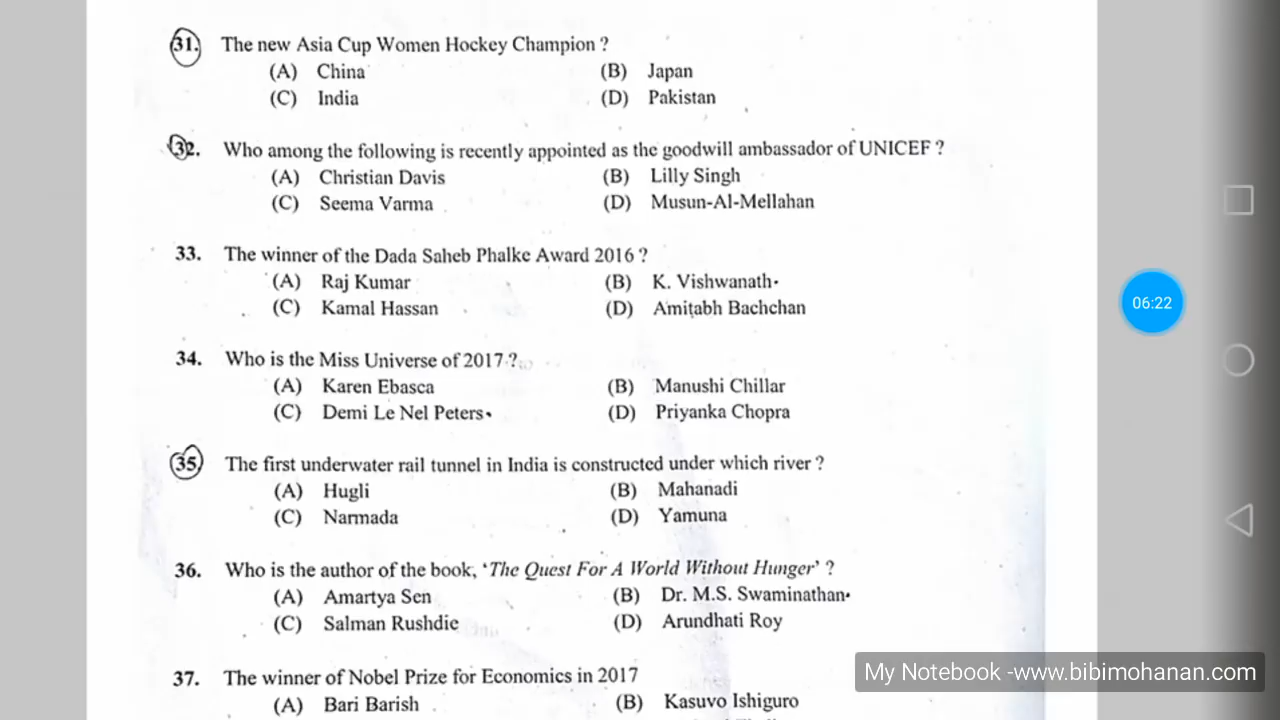 31. The new Asia Cup Women Hockey Champion ?
(A) China (B) Japan
(C) India (D) Pakistan
32. Who among the following is recently appointed as the goodwill ambassador of UNICEF ?
(A) Christian Davis (B) Lilly Singh
(C) Seema Varma (D) Musun-Al-Mellahan
33. The winner of the Dada Saheb Phalke Award 2016 ?
(A) Raj Kumar (B) K. Vishwanath
(C) Kamal Hassan (D) Amitabh Bachchan
06:22
34. Who is the Miss Universe of 2017 ?
(A) Karen Ebasca (B) Manushi Chillar
(C) Demi Le Nel Peters (D) Priyanka Chopra
35. The first underwater rail tunnel in India is constructed under which river ?
(A) Hugli (B) Mahanadi
(C) Narmada (D) Yamuna
36. Who is the author of the book, 'The Quest For A World Without Hunger' ?
(A) Amartya Sen (B) Dr. M.S. Swaminathan
(C) Salman Rushdie (D) Arundhati Roy
37. The winner of Nobel Prize for Economics in 2017
(A) Bari Barish (B) Kasuvo Ishiguro
My Notebook -www.bibimohanan.com